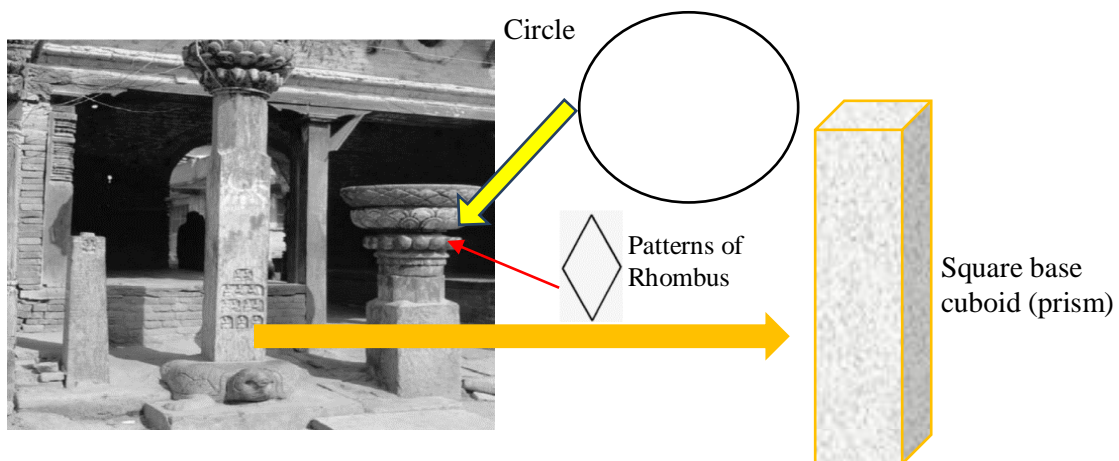 Circle
Patterns of
Rhombus
Square base
cuboid (prism)